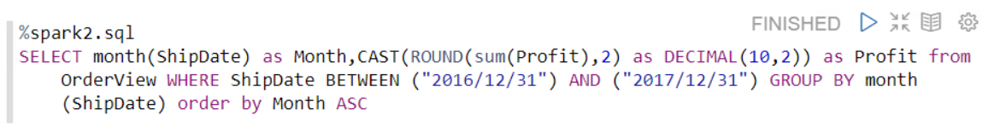 FINISHED
%spark2.sql
SELECT month(ShipDate) as Month,CAST(ROUND(sum(Profit),2) as DECIMAL(10,2)) as Profit from
OrderView WHERE ShipDate BETWEEN ("2016/12/31") AND ("2017/12/31") GROUP BY month
(ShipDate) order by Month ASC